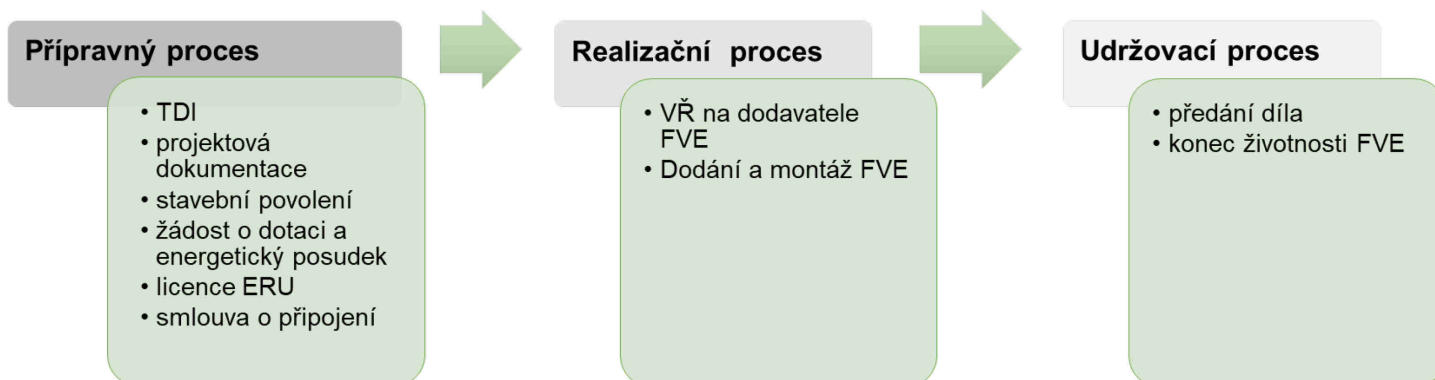 Přípravný proces
• TDI
• projektová
dokumentace
• stavební povolení
• žádost o dotaci a
energetický posudek
• licence ERU
• smlouva o připojení
Realizační proces
• VŘ na dodavatele
FVE
• Dodání a montáž FVE
Udržovací proces
• předání díla
• konec životnosti FVE